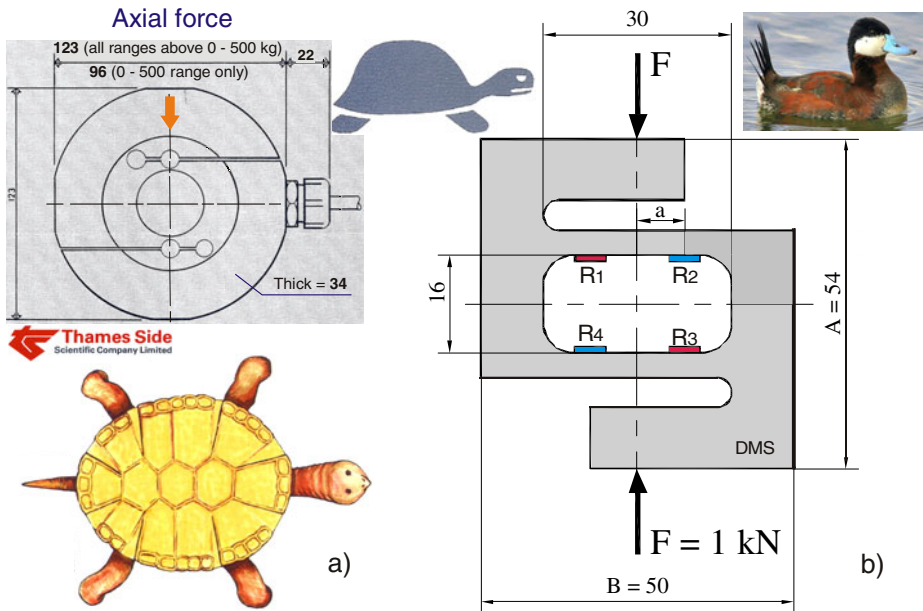 Axial force
123 (all ranges above 0 - 500 kg)
22
96 (0 - 500 range only)
123
Thick = 34
Thames Side
Scientific Company Limited
a)
30
F
a
R1
R2
16
R4
R3
A = 54
DMS
F = 1 kN
B = 50
b)